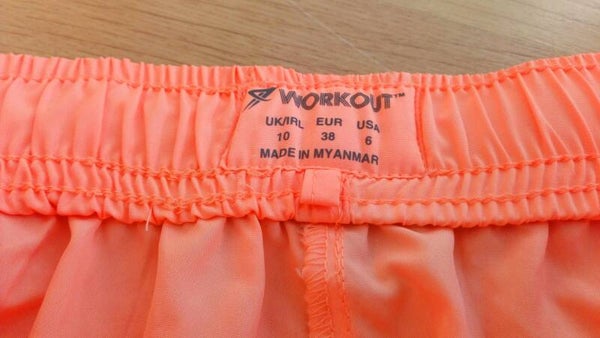 WORKOUT™
UK/IRL EUR USA
10 38 6
MADE IN MYANMAR